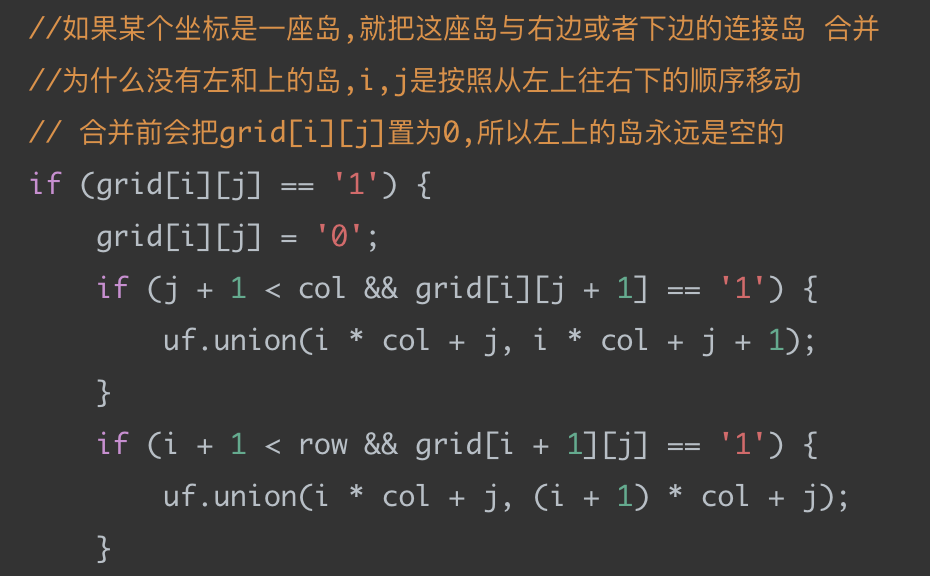 //如果某个坐标是一座岛,就把这座岛与右边或者下边的连接岛 合并
//为什么没有左和上的岛,i,j是按照从左上往右下的顺序移动
// 合并前会把grid[i][j]置为0,所以左上的岛永远是空的
if (grid[i][j] == '1') {
    grid[i][j] = '0';
    if (j + 1 < col && grid[i][j + 1] == '1') {
        uf.union(i * col + j, i * col + j + 1);
    }
    if (i + 1 < row && grid[i + 1][j] == '1') {
        uf.union(i * col + j, (i + 1) * col + j);
    }